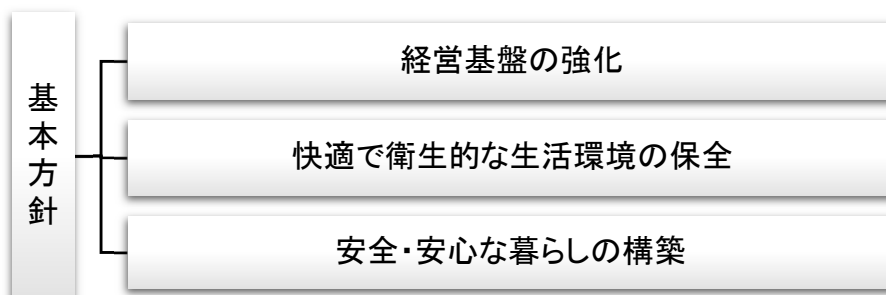 基本方針
経営基盤の強化
快適で衛生的な生活環境の保全
安全・安心な暮らしの構築